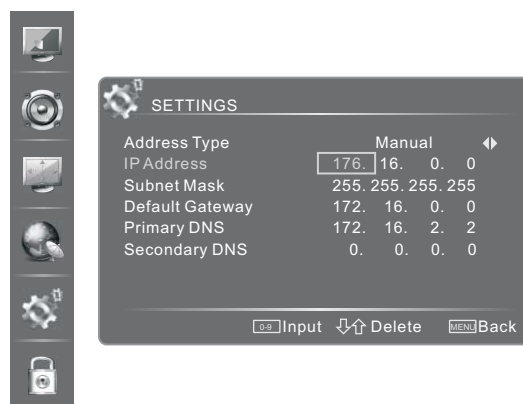 SETTINGS
Address Type Manual
IP Address 176. 16. 0. 0
Subnet Mask 255. 255. 255. 255
Default Gateway 172. 16. 0. 0
Primary DNS 172. 16. 2. 2
Secondary DNS 0. 0. 0. 0
0-9 Input Delete MENU Back